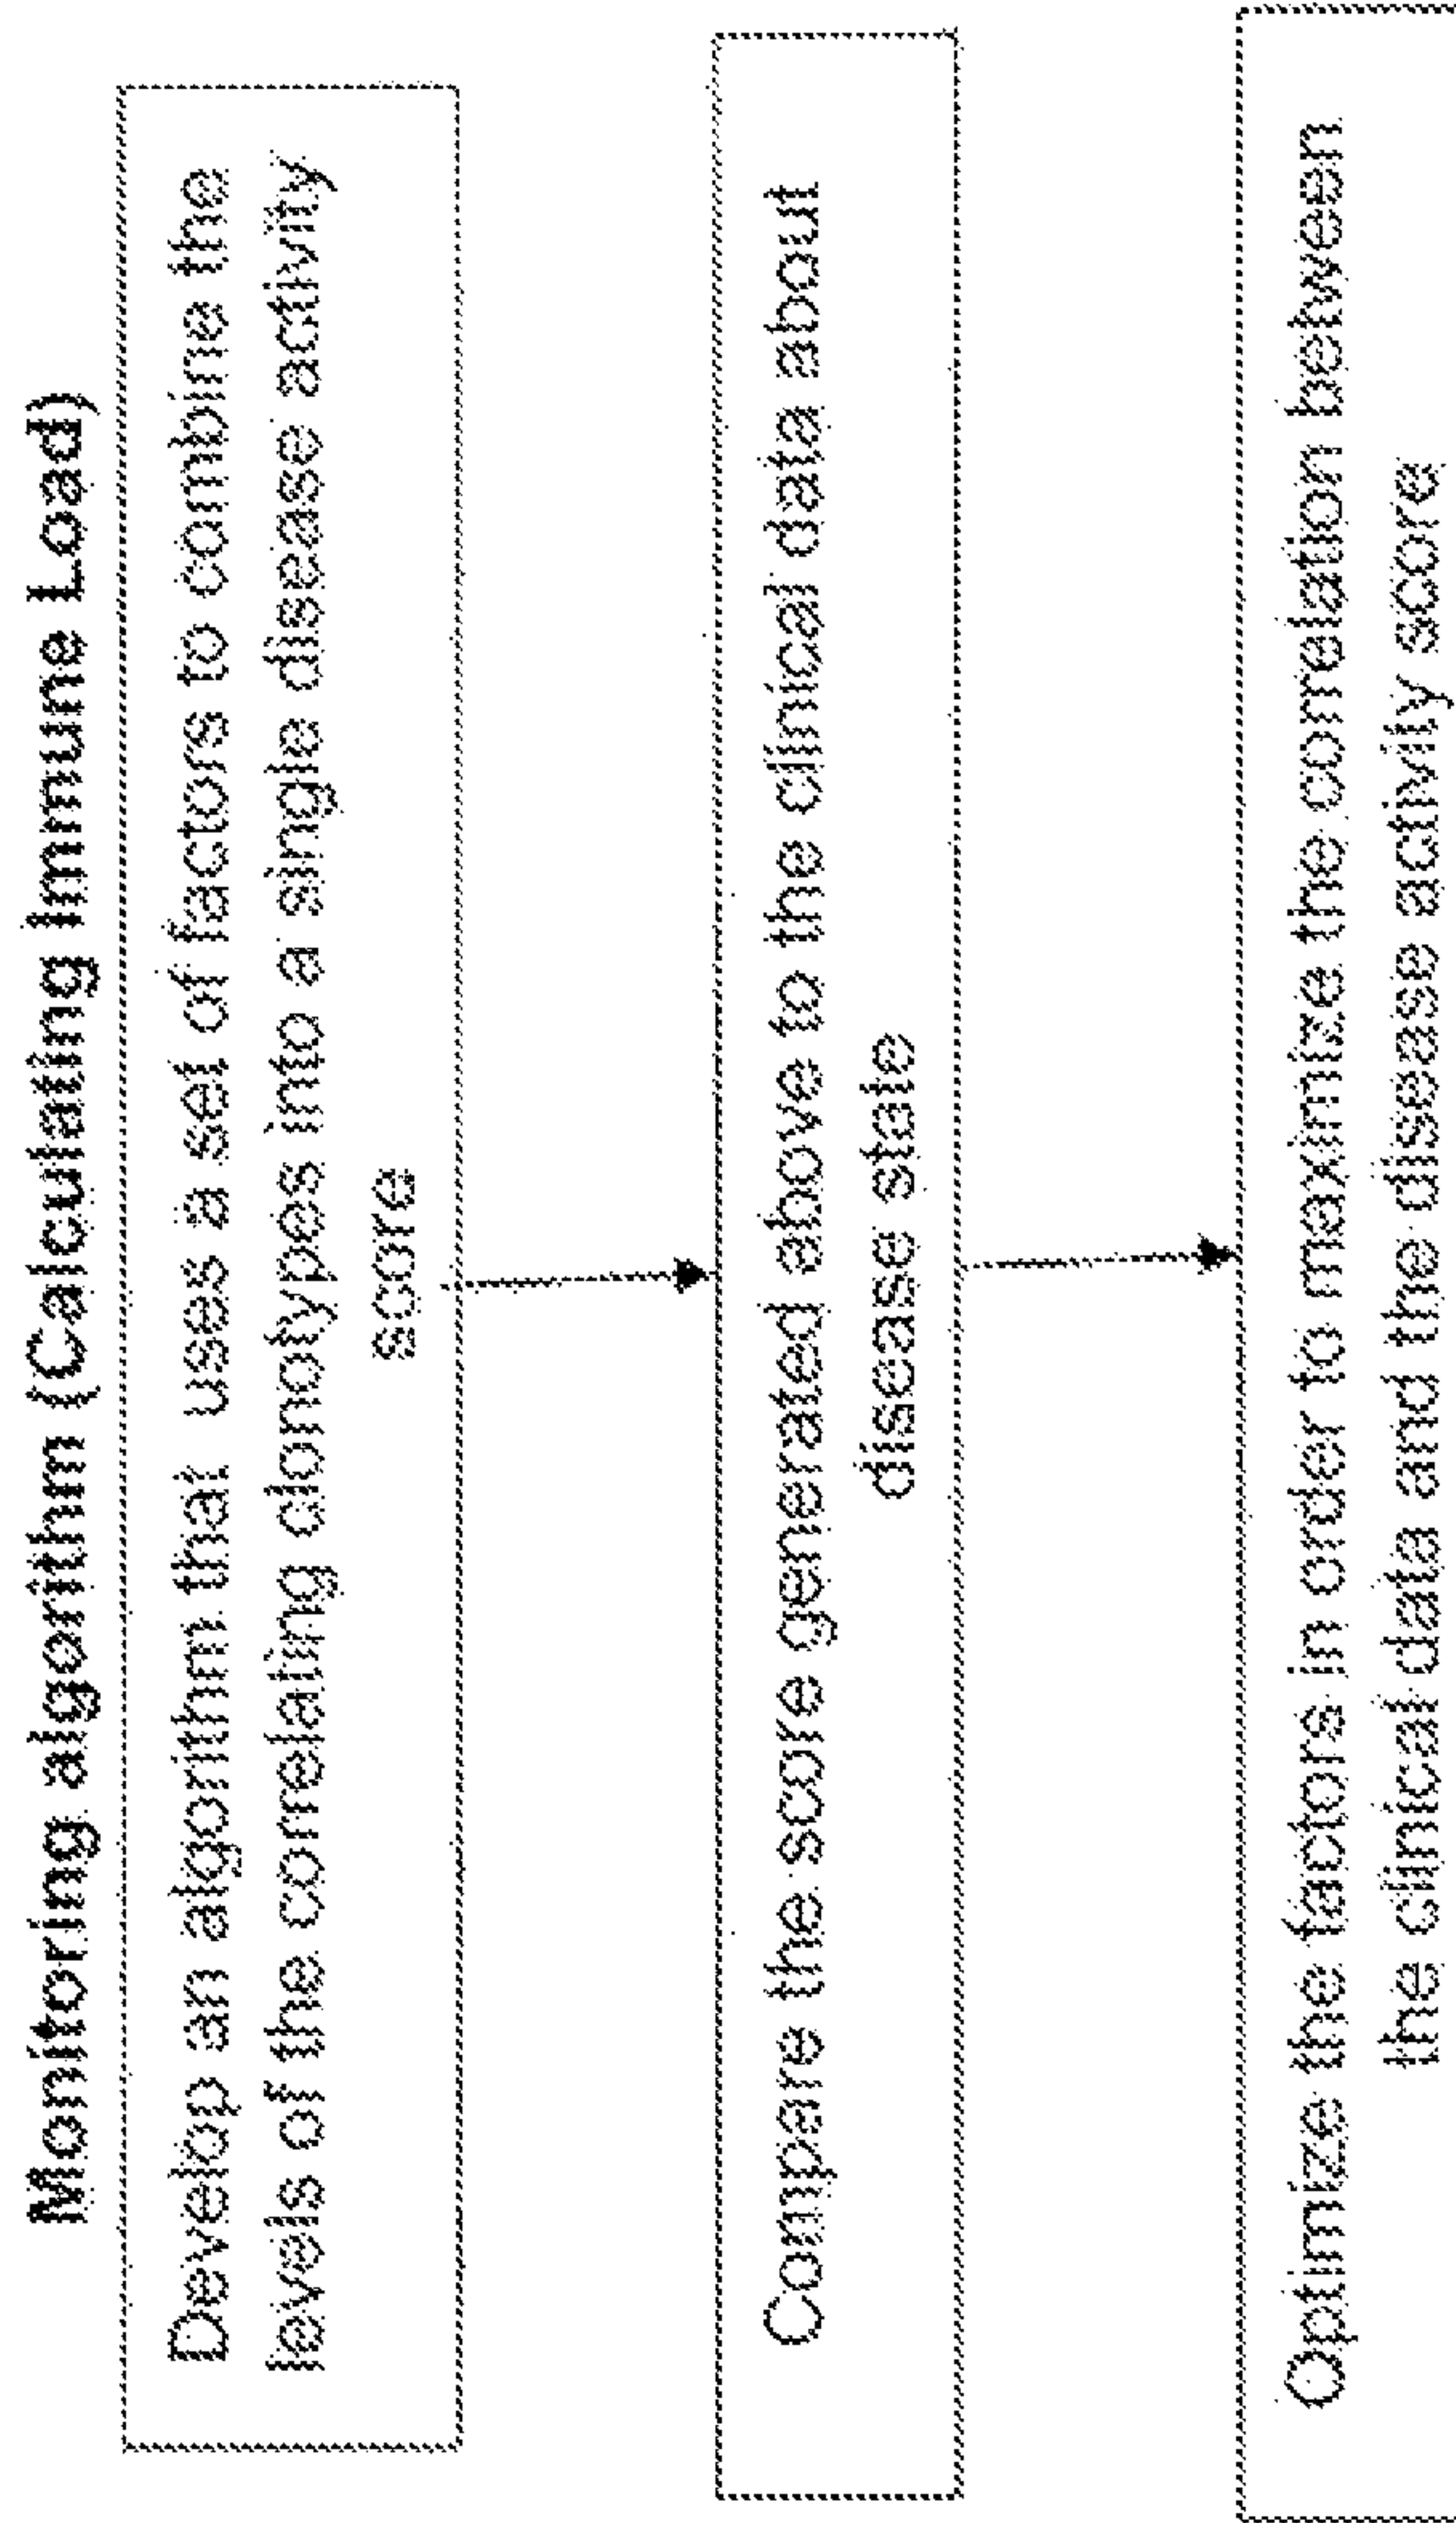 Monitoring algorithm (Calculating Immune Load)
Develop an algorithm that uses a set of factors to combine the
levels of the correlating clonotypes into a single disease activity
score
Compare the score generated above to the clinical data about
disease state
Optimize the factors in order to maximize the correlation between
the clinical data and the disease activity score